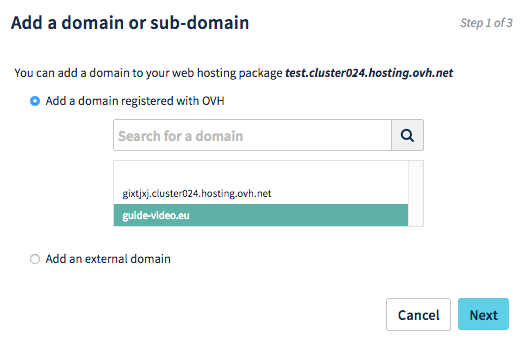 Add a domain or sub-domain
Step 1 of 3
You can add a domain to your web hosting package test.cluster024.hosting.ovh.net
Add a domain registered with OVH
Search for a domain
gixtjxj.cluster024.hosting.ovh.net
guide-video.eu
Add an external domain
Cancel
Next